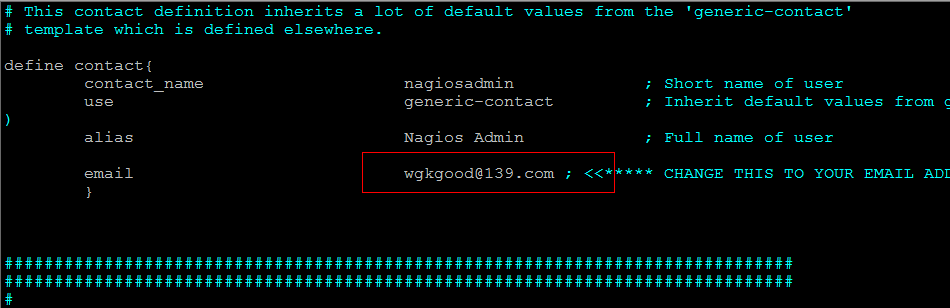 # This contact definition inherits a lot of default values from the 'generic-contact'
# template which is defined elsewhere.
define contact{
contact_name nagiosadmin ; Short name of user
use generic-contact ; Inherit default values from
)
alias Nagios Admin ; Full name of user
email wgkgood@139.com ; <<***** CHANGE THIS TO YOUR EMAIL ADD
}
###############################################################################
###############################################################################
#